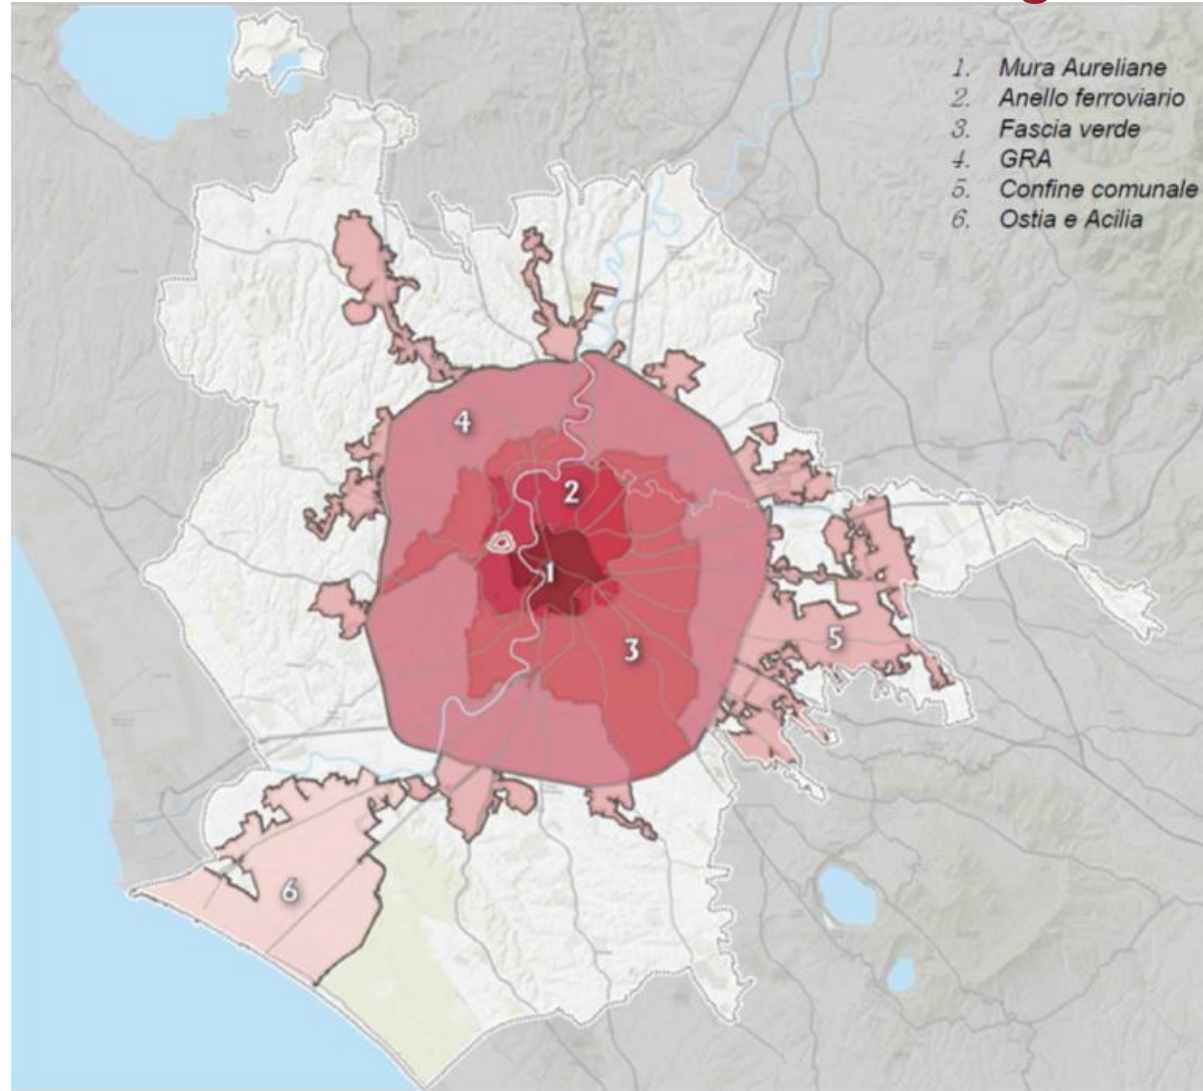 1. Mura Aureliane
2. Anello ferroviario
3. Fascia verde
4. GRA
5. Confine comunale
6. Ostia e Acilia
4
2
1
3
5
6